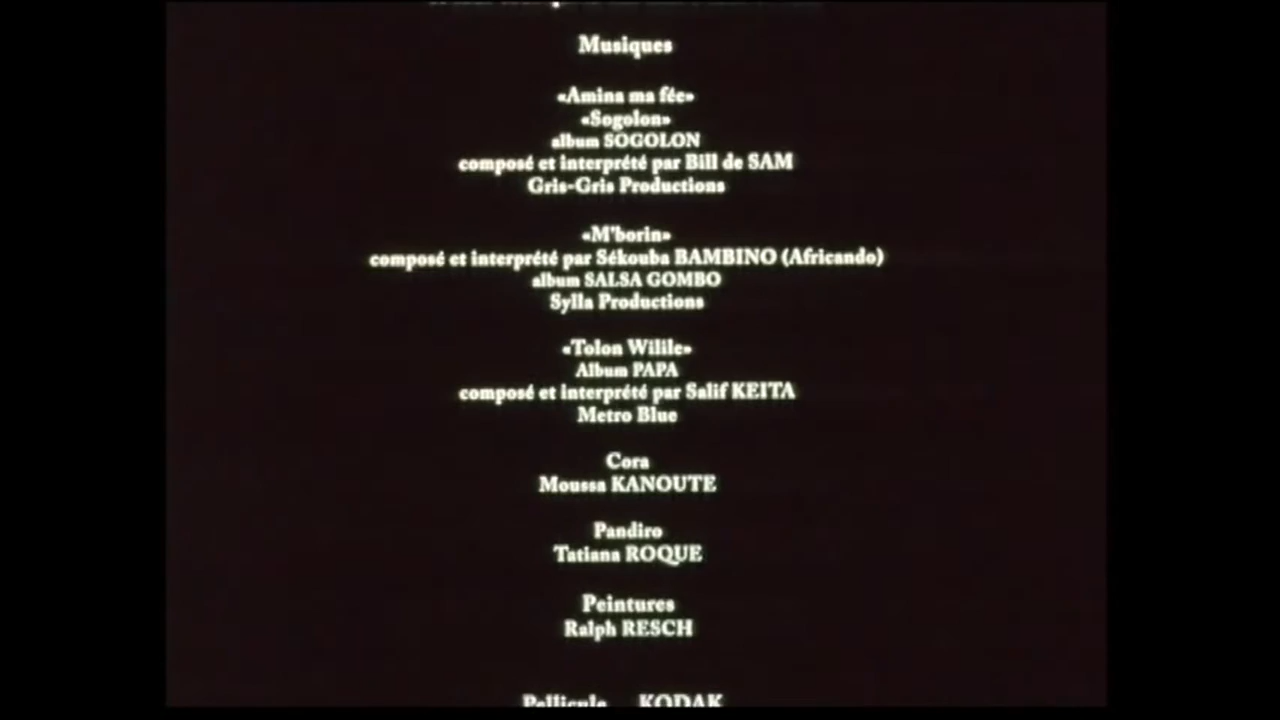 Musiques
«Amina ma fée»
«Sogolon»
album SOGOLON
composé et interprété par Bill de SAM
Gris-Gris Productions
«M'borin»
composé et interprété par Sékouba BAMBINO (Africando)
album SALSA GOMBO
Sylla Productions
«Tolon Wilile»
Album PAPA
composé et interprété par Salif KEITA
Metro Blue
Cora
Moussa KANOUTE
Pandiro
Tatiana ROQUE
Peintures
Ralph RESCH
Pellicule KODAK